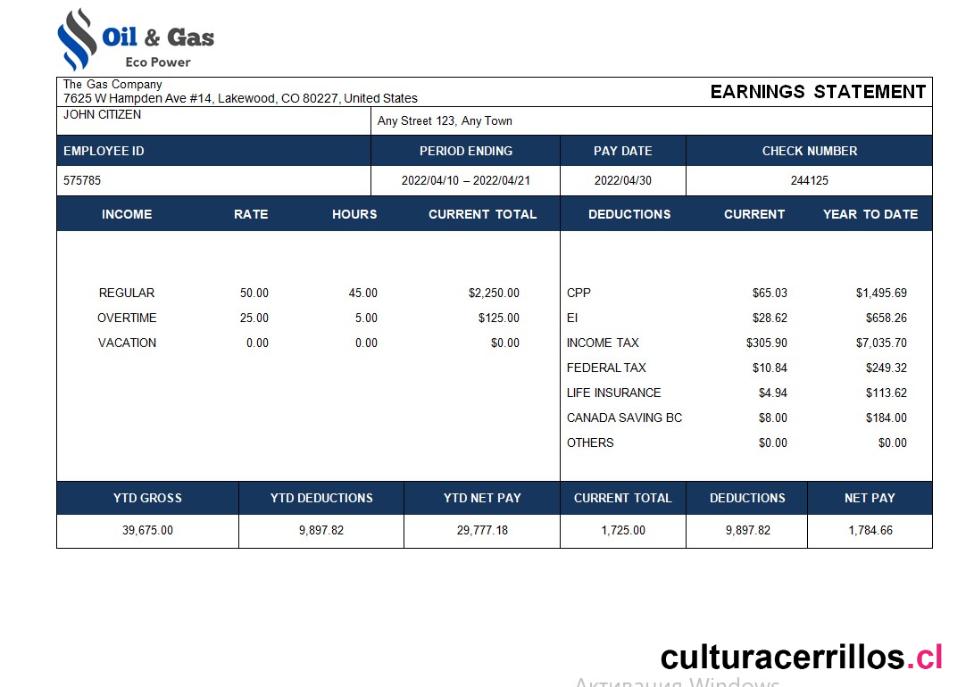 Oil & Gas
Eco Power
The Gas Company
7625 W Hampden Ave #14, Lakewood, CO 80227, United States
EARNINGS STATEMENT
JOHN CITIZEN
Any Street 123, Any Town
EMPLOYEE ID PERIOD ENDING PAY DATE CHECK NUMBER
575785 2022/04/10 – 2022/04/21 2022/04/30 244125
INCOME RATE HOURS CURRENT TOTAL DEDUCTIONS CURRENT YEAR TO DATE
REGULAR 50.00 45.00 $2,250.00 CPP $65.03 $1,495.69
OVERTIME 25.00 5.00 $125.00 EI $28.62 $658.26
VACATION 0.00 0.00 $0.00 INCOME TAX $305.90 $7,035.70
FEDERAL TAX $10.84 $249.32
LIFE INSURANCE $4.94 $113.62
CANADA SAVING BC $8.00 $184.00
OTHERS $0.00 $0.00
YTD GROSS YTD DEDUCTIONS YTD NET PAY CURRENT TOTAL DEDUCTIONS NET PAY
39,675.00 9,897.82 29,777.18 1,725.00 9,897.82 1,784.66
culturacerrillos.cl
Активация Windows